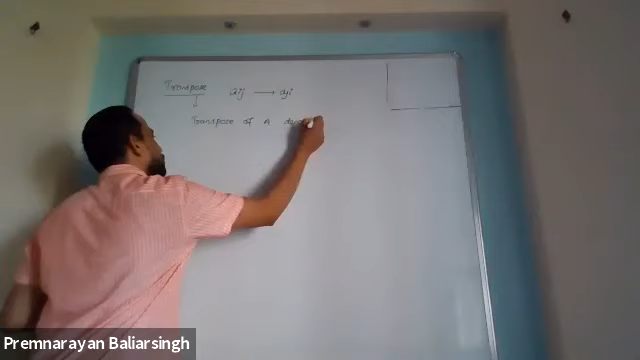 Transpose aij → aji
Transpose of A
Premnarayan Baliarsingh